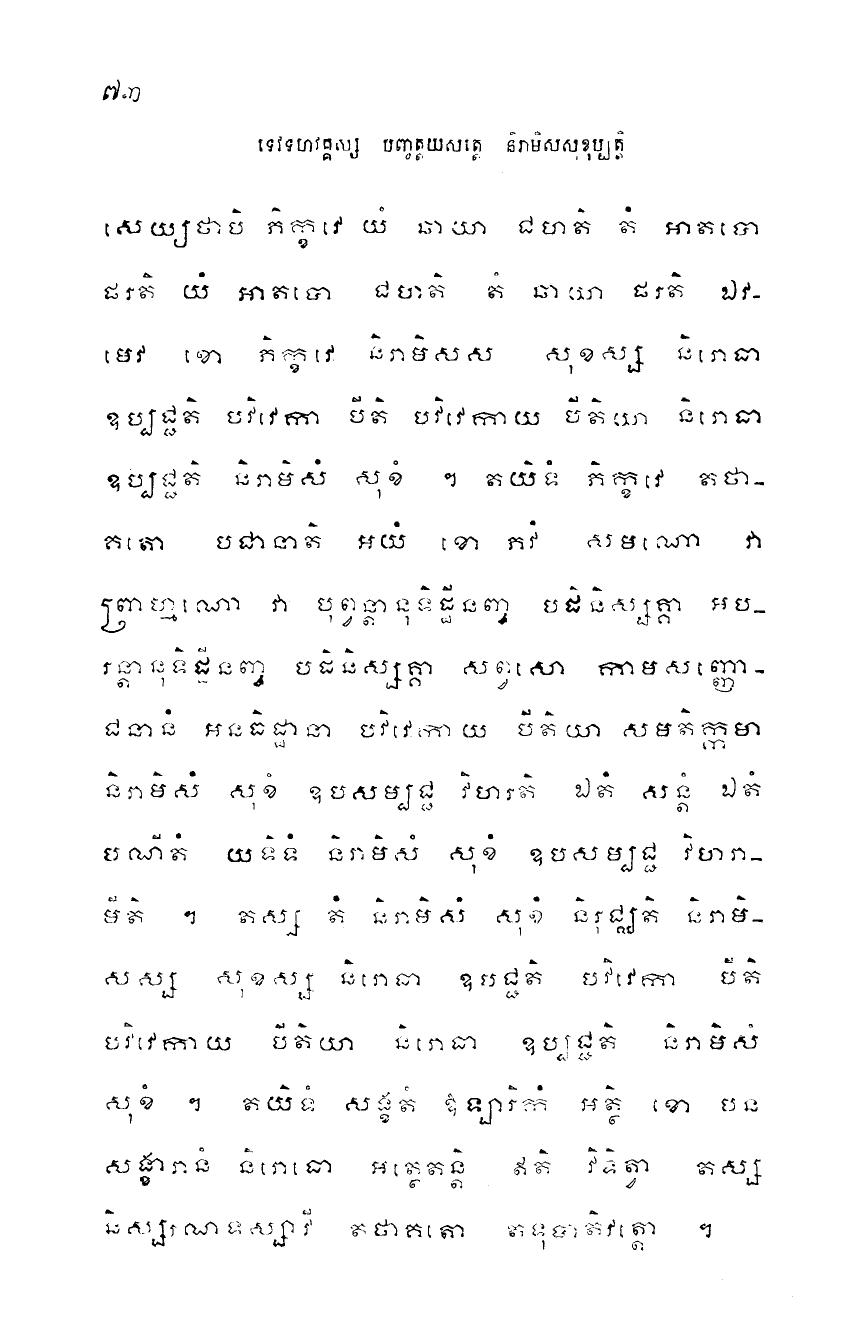 ៧៣
ទេវទហវគ្គស្ស បញ្ចត្តយសុត្តេ និរាមិសសុខុប្បត្តិ
សេយ្យថាបិ ភិក្ខវេ យំ ឆាយា ជហាតិ តំ អាតបោ
ផរតិ យំ អាតបោ ជហាតិ តំ ឆាយា ផរតិ ឯវ-
មេវ ខោ ភិក្ខវេ និរាមិសស សុខស្ស និរោធា
ឧប្បជ្ជតិ បវិវេកា បីតិ បវិវេកាយ បីតិយា និរោធា
ឧប្បជ្ជតិ និរាមិសំ សុខំ ។ តយិទំ ភិក្ខវេ តថា-
គតោ បជានាតិ អយំ ខោ ភវំ សមណោ វា
ព្រាហ្មណោ វា បុព្វន្តានុទិដ្ឋីនញ្ច បដិនិស្សគ្គា អប-
រន្តានុទិដ្ឋីនញ្ច បដិនិស្សគ្គា សព្វសោ កាមសញ្ញោ-
ជនានំ អនធិដ្ឋានា បវិវេកាយ បីតិយា សមតិក្កមា
និរាមិសំ សុខំ ឧបសម្បជ្ជ វិហរតិ ឯតំ សន្តំ ឯតំ
បណីតំ យទិទំ និរាមិសំ សុខំ ឧបសម្បជ្ជ វិហរា-
មីតិ ។ តស្ស តំ និរាមិសំ សុខំ និរុជ្ឈតិ និរាមិ-
សស្ស សុខស្ស និរោធា ឧបជ្ជតិ បវិវេកា បីតិ
បវិវេកាយ បីតិយា និរោធា ឧប្បជ្ជតិ និរាមិសំ
សុខំ ។ តយិទំ សង្ខតំ ឱឡារិកំ អត្ថិ ខោ បន
សង្ខារានំ និរោធោ អត្ថេតន្តិ ឥតិ វិទិត្វា តស្ស
និស្សរណទស្សាវី តថាគតោ តទុបាតិវត្តោ ។